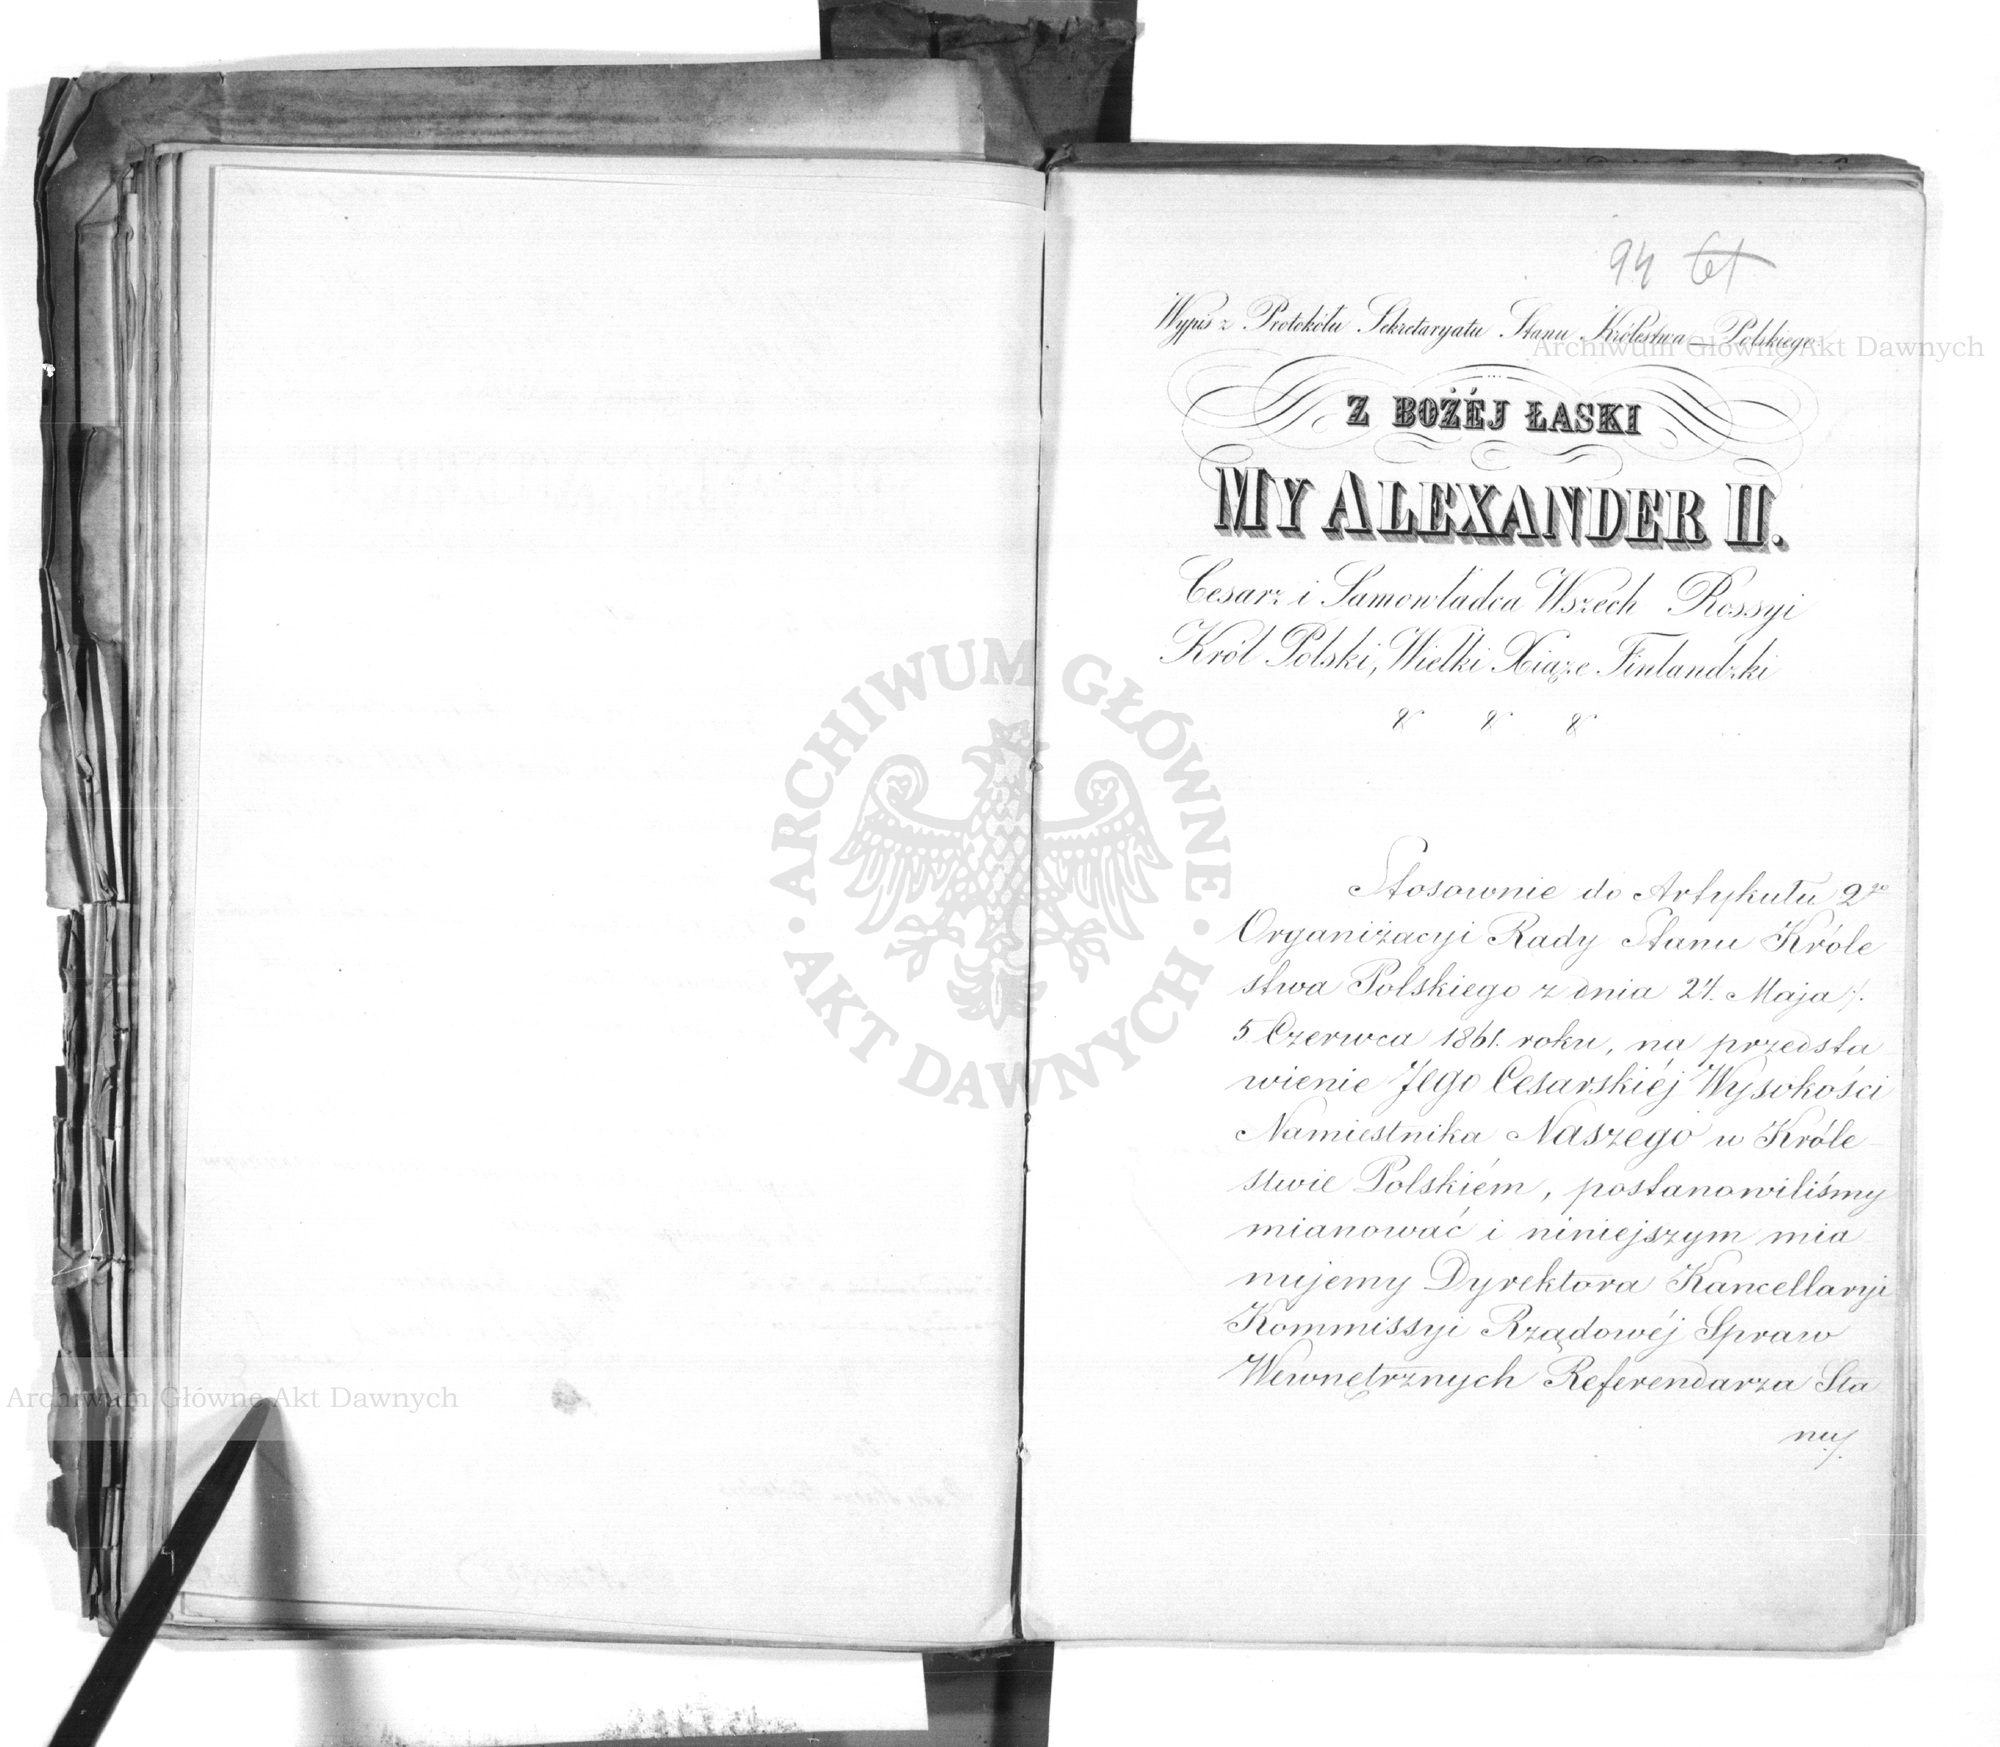 94 61
Wypis z Protokółu Sekretaryatu Stanu Królestwa Polskiego
Archiwum Główne Akt Dawnych
Z BOŻÉJ ŁASKI
MY ALEXANDER II.
Cesarz i Samowładca Wszech Rossyi
Król Polski, Wielki Xiąże Finlandzki
& & &
ARCHIWUM GŁÓWNE
AKT DAWNYCH
Stosownie do Artykułu 2go
Organizacyi Rady Stanu Króle
stwa Polskiego z dnia 24. Maja /.
5 Czerwca 1861. roku, na przedsta
wienie Jego Cesarskiéj Wysokości
Namiestnika Naszego w Króle-
stwie Polskiém, postanowiliśmy
mianować i niniejszym mia
nujemy Dyrektora Kancellaryi
Kommissyi Rządowéj Spraw
Wewnętrznych Referendarza Sta
nu/.
Archiwum Główne Akt Dawnych